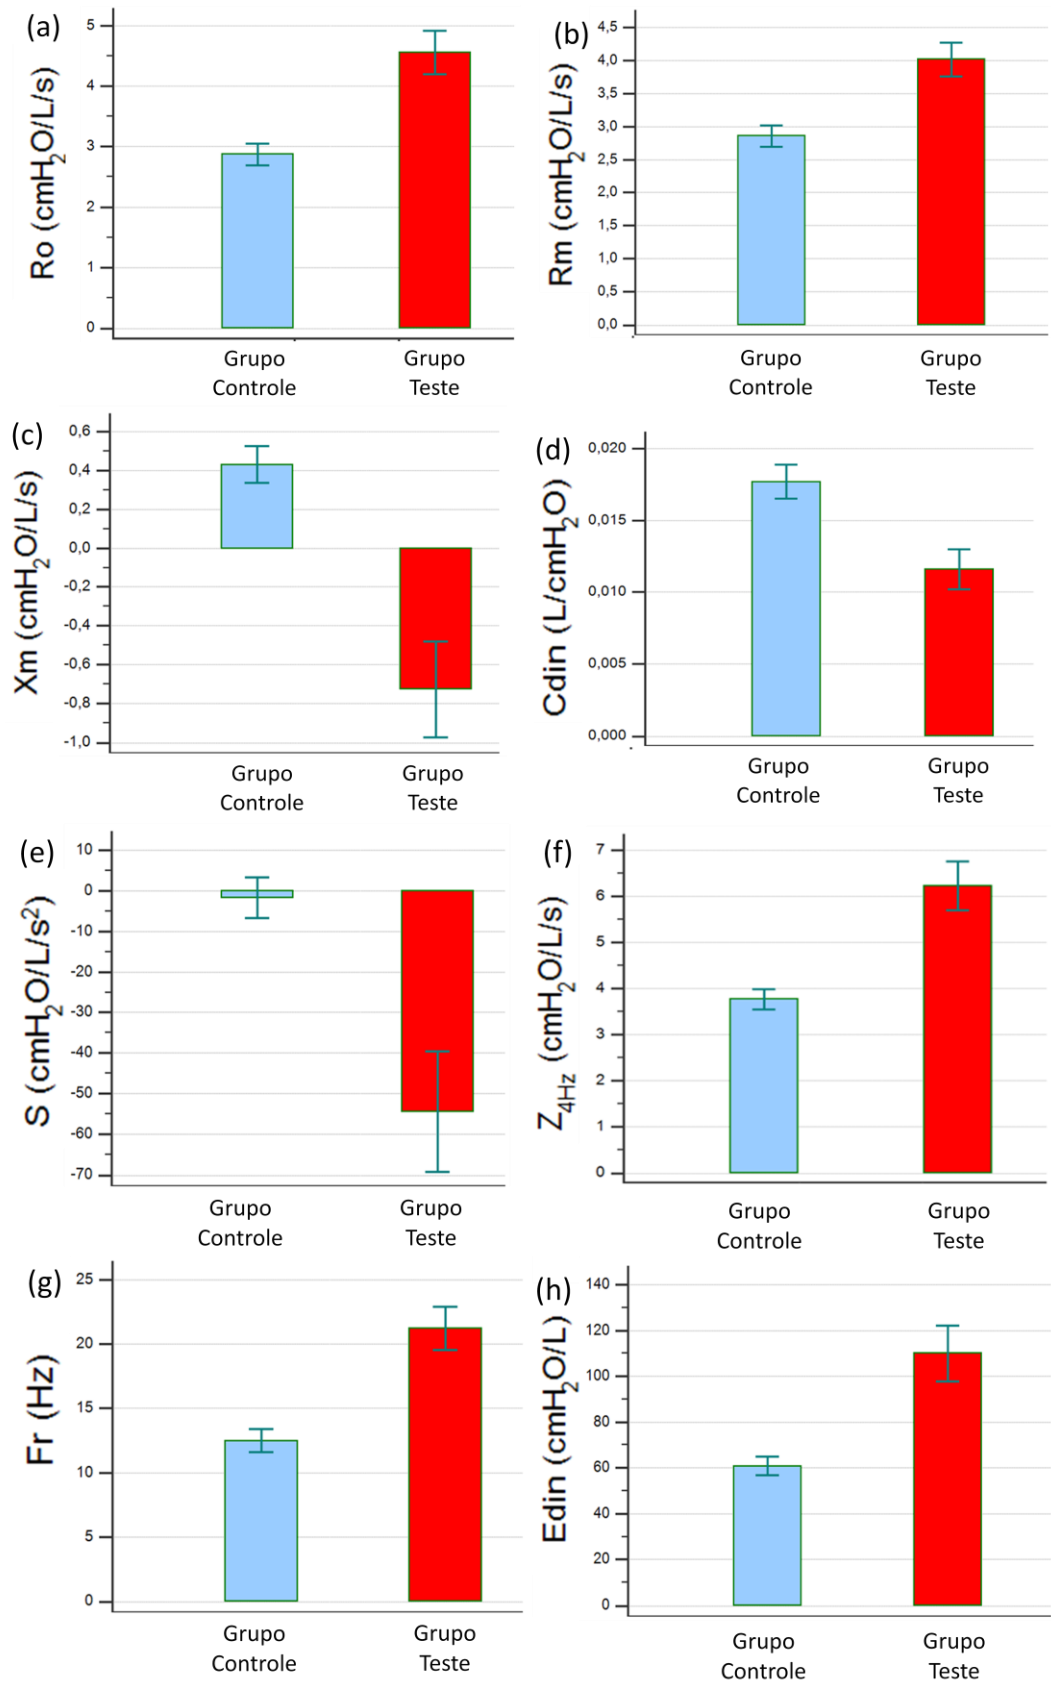 (a)
Ro (cmH₂O/L/s)
5
4
3
2
1
0
Grupo
Controle
Grupo
Teste
(b)
Rm (cmH₂O/L/s)
4,5
4,0
3,5
3,0
2,5
2,0
1,5
1,0
0,5
0,0
Grupo
Controle
Grupo
Teste
(c)
Xm (cmH₂O/L/s)
0,6
0,4
0,2
0,0
-0,2
-0,4
-0,6
-0,8
-1,0
Grupo
Controle
Grupo
Teste
(d)
Cdin (L/cmH₂O)
0,020
0,015
0,010
0,005
0,000
Grupo
Controle
Grupo
Teste
(e)
S (cmH₂O/L/s²)
10
0
-10
-20
-30
-40
-50
-60
-70
Grupo
Controle
Grupo
Teste
(f)
Z₄Hz (cmH₂O/L/s)
7
6
5
4
3
2
1
0
Grupo
Controle
Grupo
Teste
(g)
Fr (Hz)
25
20
15
10
5
0
Grupo
Controle
Grupo
Teste
(h)
Edin (cmH₂O/L)
140
120
100
80
60
40
20
0
Grupo
Controle
Grupo
Teste